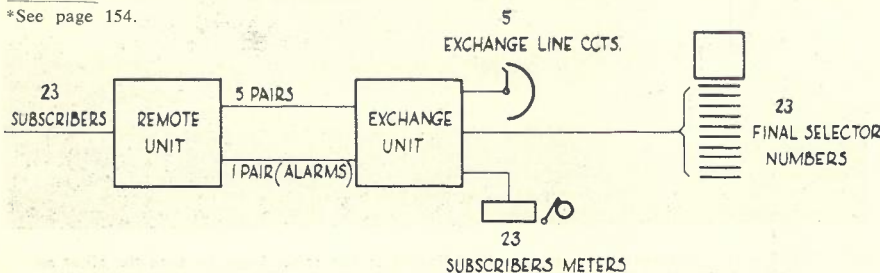 *See page 154.
5
EXCHANGE LINE CCTS.
23
SUBSCRIBERS
REMOTE
UNIT
5 PAIRS
1 PAIR (ALARMS)
EXCHANGE
UNIT
23
FINAL SELECTOR
NUMBERS
23
SUBSCRIBERS METERS